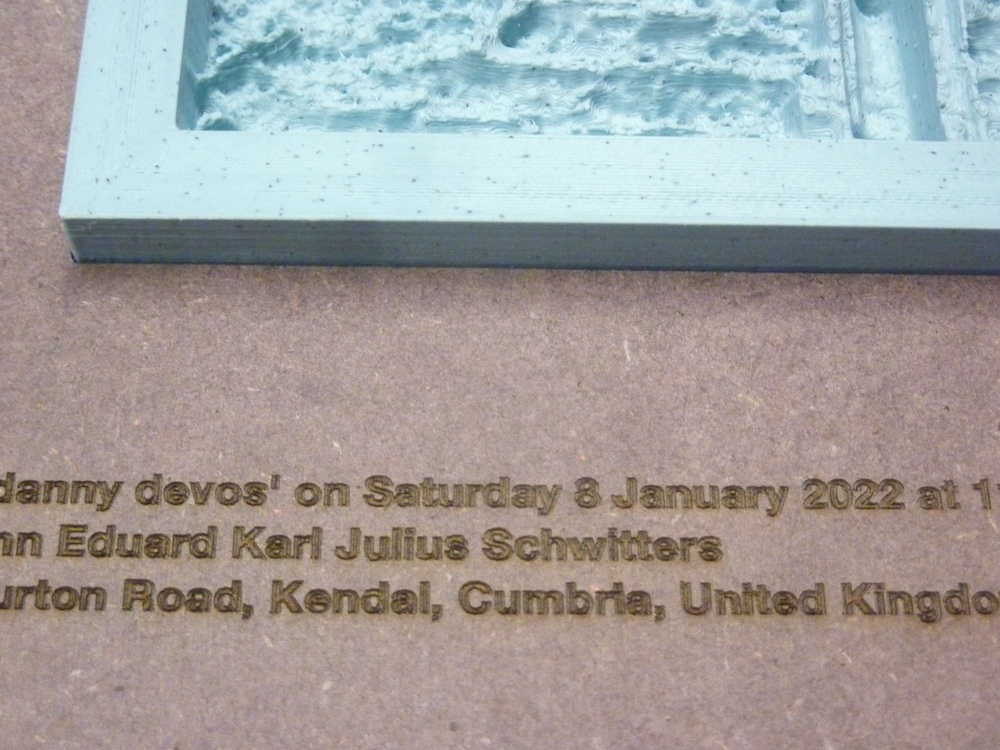 danny devos' on Saturday 8 January 2022 at
Eduard Karl Julius Schwitters
Road, Kendal, Cumbria, United